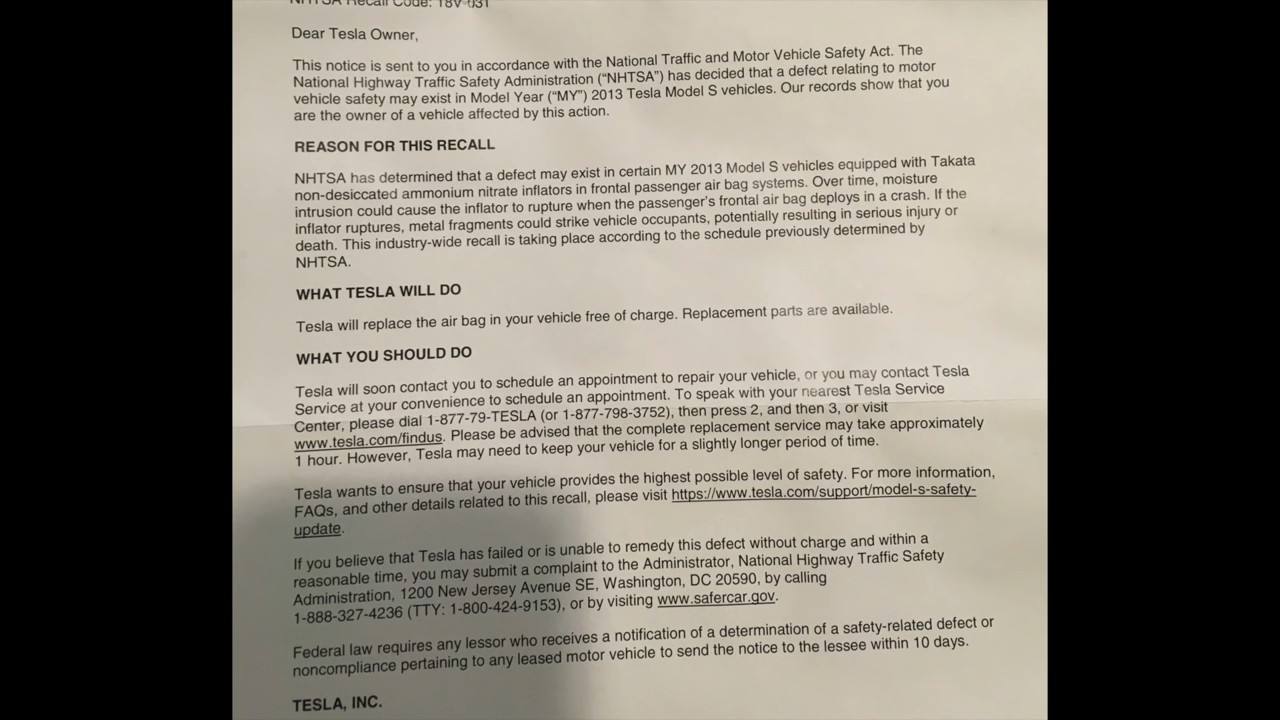 NHTSA Recall Code: 18V-031
Dear Tesla Owner,
This notice is sent to you in accordance with the National Traffic and Motor Vehicle Safety Act. The
National Highway Traffic Safety Administration (“NHTSA”) has decided that a defect relating to motor
vehicle safety may exist in Model Year (“MY”) 2013 Tesla Model S vehicles. Our records show that you
are the owner of a vehicle affected by this action.
REASON FOR THIS RECALL
NHTSA has determined that a defect may exist in certain MY 2013 Model S vehicles equipped with Takata
non-desiccated ammonium nitrate inflators in frontal passenger air bag systems. Over time, moisture
intrusion could cause the inflator to rupture when the passenger’s frontal air bag deploys in a crash. If the
inflator ruptures, metal fragments could strike vehicle occupants, potentially resulting in serious injury or
death. This industry-wide recall is taking place according to the schedule previously determined by
NHTSA.
WHAT TESLA WILL DO
Tesla will replace the air bag in your vehicle free of charge. Replacement parts are available.
WHAT YOU SHOULD DO
Tesla will soon contact you to schedule an appointment to repair your vehicle, or you may contact Tesla
Service at your convenience to schedule an appointment. To speak with your nearest Tesla Service
Center, please dial 1-877-79-TESLA (or 1-877-798-3752), then press 2, and then 3, or visit
www.tesla.com/findus. Please be advised that the complete replacement service may take approximately
1 hour. However, Tesla may need to keep your vehicle for a slightly longer period of time.
Tesla wants to ensure that your vehicle provides the highest possible level of safety. For more information,
FAQs, and other details related to this recall, please visit https://www.tesla.com/support/model-s-safety-
update.
If you believe that Tesla has failed or is unable to remedy this defect without charge and within a
reasonable time, you may submit a complaint to the Administrator, National Highway Traffic Safety
Administration, 1200 New Jersey Avenue SE, Washington, DC 20590, by calling
1-888-327-4236 (TTY: 1-800-424-9153), or by visiting www.safercar.gov.
Federal law requires any lessor who receives a notification of a determination of a safety-related defect or
noncompliance pertaining to any leased motor vehicle to send the notice to the lessee within 10 days.
TESLA, INC.